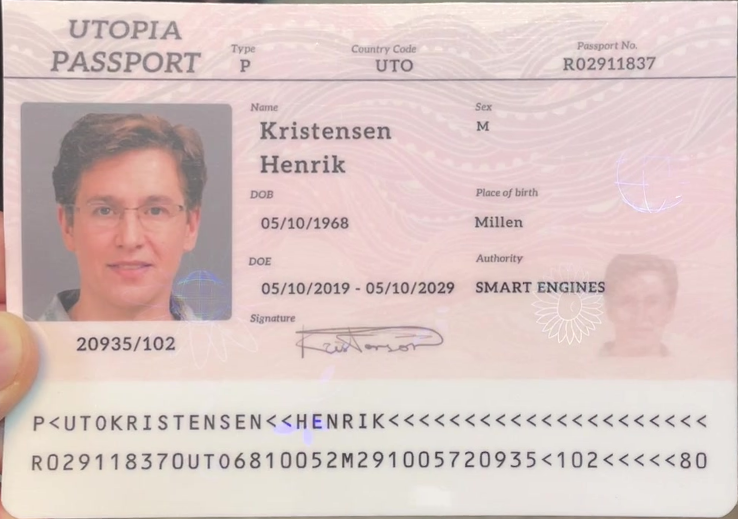 UTOPIA
PASSPORT
Type
P
Country Code
UTO
Passport No.
R02911837
Name
Kristensen
Henrik
Sex
M
DOB
05/10/1968
Place of birth
Millen
DOE
05/10/2019 - 05/10/2029
Authority
SMART ENGINES
Signature
Kristensen
20935/102
P<UTOKRISTENSEN<<HENRIK<<<<<<<<<<<<<<<<<<<<<
R029118370UTO6810052M291005720935<102<<<<<80